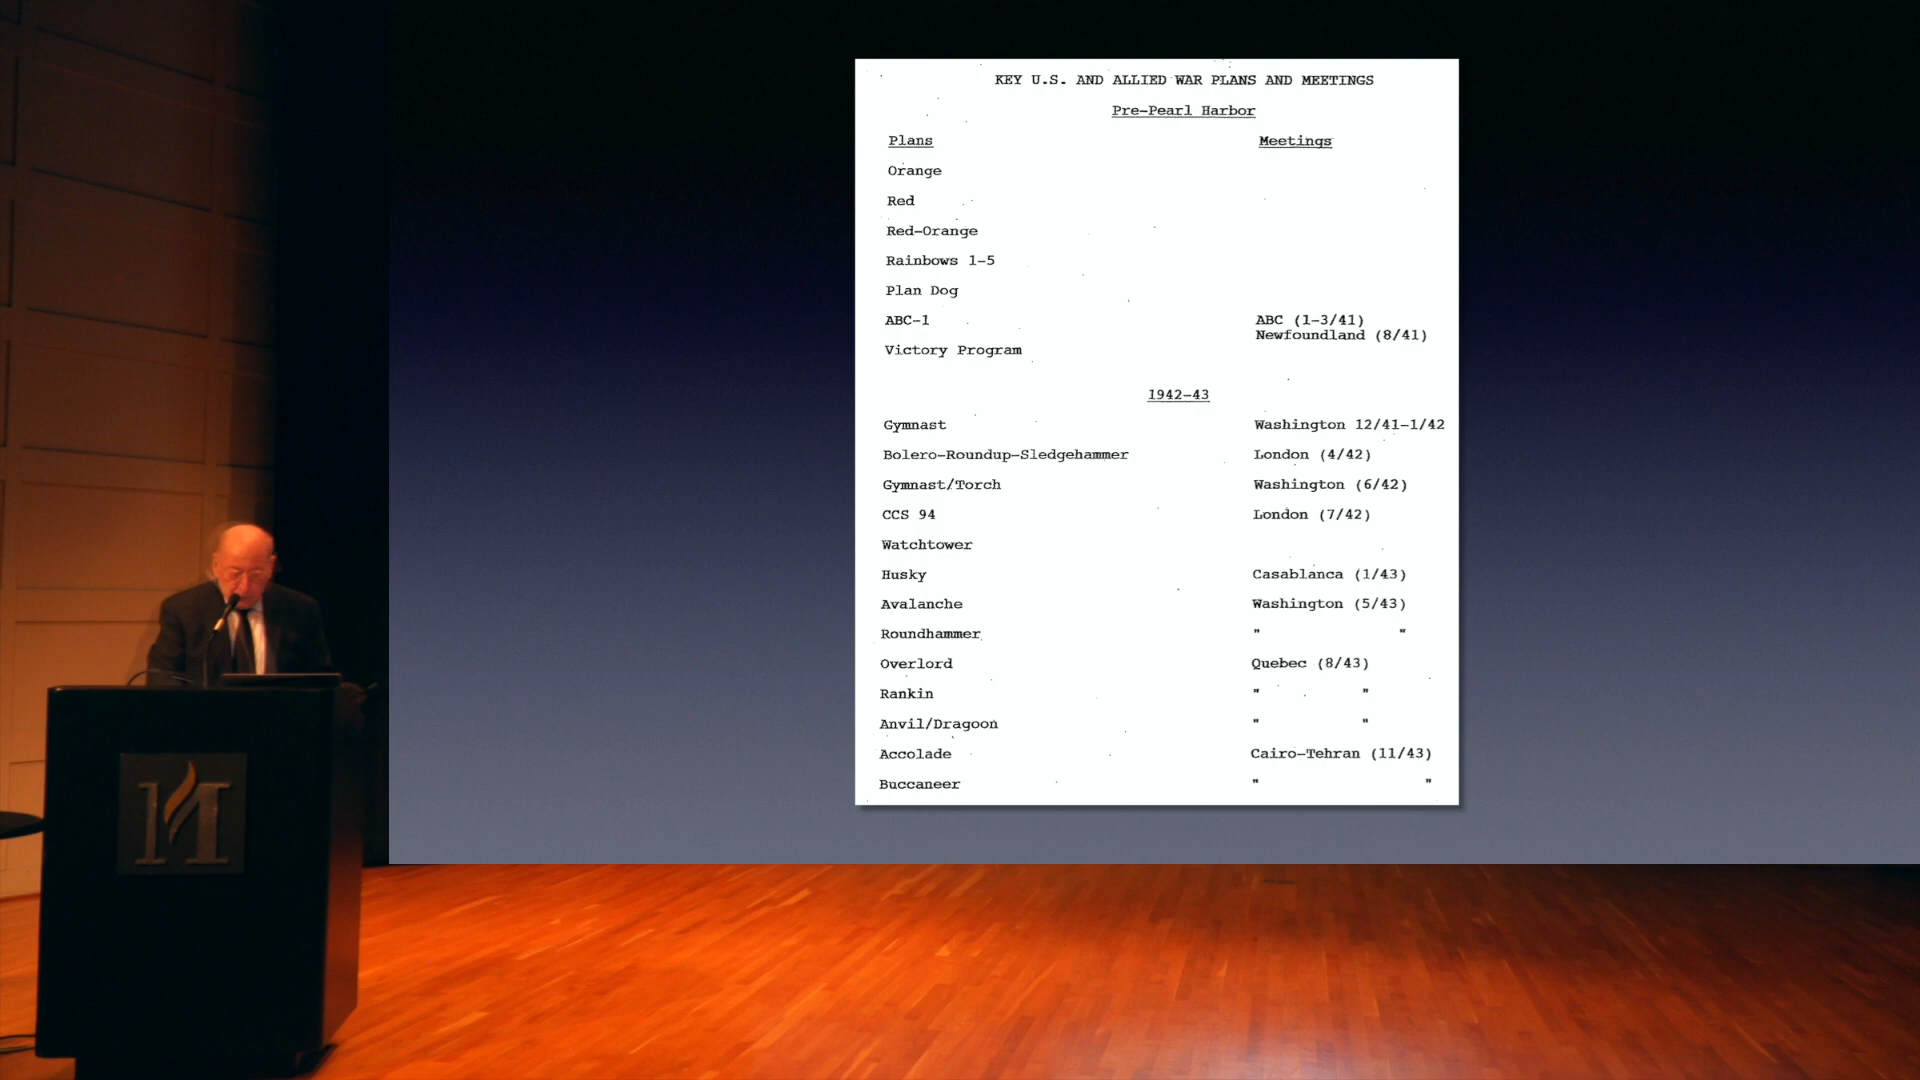 KEY U.S. AND ALLIED WAR PLANS AND MEETINGS
Pre-Pearl Harbor
Plans Meetings
Orange
Red
Red-Orange
Rainbows 1-5
Plan Dog
ABC-1 ABC (1-3/41)
Newfoundland (8/41)
Victory Program
1942-43
Gymnast Washington 12/41-1/42
Bolero-Roundup-Sledgehammer London (4/42)
Gymnast/Torch Washington (6/42)
CCS 94 London (7/42)
Watchtower
Husky Casablanca (1/43)
Avalanche Washington (5/43)
Roundhammer " "
Overlord Quebec (8/43)
Rankin " "
Anvil/Dragoon " "
Accolade Cairo-Tehran (11/43)
Buccaneer " "